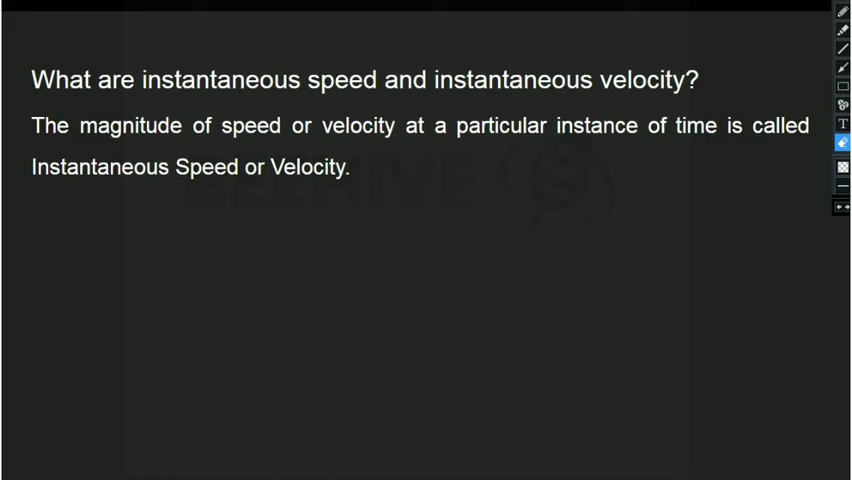 What are instantaneous speed and instantaneous velocity?
The magnitude of speed or velocity at a particular instance of time is called
Instantaneous Speed or Velocity.
BEEHIVE
T